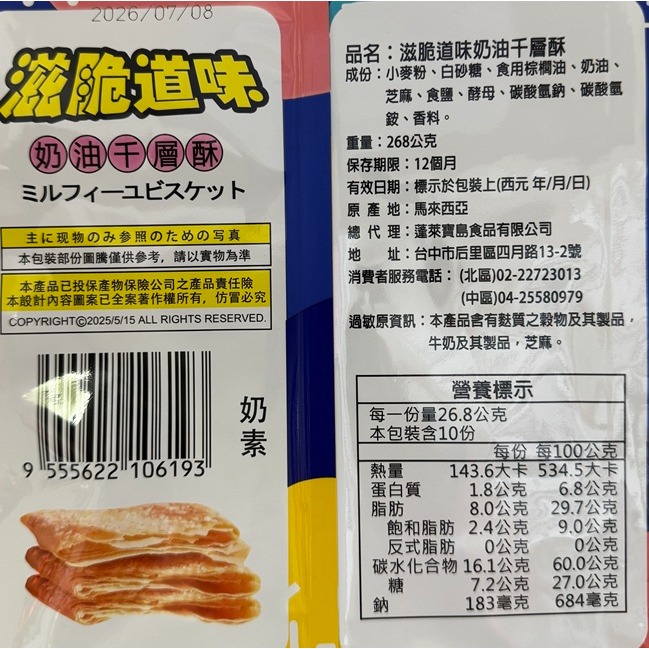 2026/07/08
滋脆道味
奶油千層酥
ミルフィーユビスケット
主に現物のみ参照のための写真
本包裝部份圖騰僅供參考，請以實物為準
本產品已投保產物保險公司之產品責任險
本設計內容圖案已全案著作權所有，仿冒必究
COPYRIGHT©2025/5/15 ALL RIGHTS RESERVED.
9 555622 106193
奶素
品名：滋脆道味奶油千層酥
成份：小麥粉、白砂糖、食用棕櫚油、奶油、
芝麻、食鹽、酵母、碳酸氫鈉、碳酸氫
銨、香料。
重量：268公克
保存期限：12個月
有效日期：標示於包裝上(西元 年/月/日)
原 產 地：馬來西亞
總 代 理：蓬萊寶島食品有限公司
地 址：台中市后里區四月路13-2號
消費者服務電話：(北區)02-22723013
(中區)04-25580979
過敏原資訊：本產品含有麩質之穀物及其製品，
牛奶及其製品，芝麻。
營養標示
每一份量26.8公克
本包裝含10份
每份 每100公克
熱量 143.6大卡 534.5大卡
蛋白質 1.8公克 6.8公克
脂肪 8.0公克 29.7公克
飽和脂肪 2.4公克 9.0公克
反式脂肪 0公克 0公克
碳水化合物 16.1公克 60.0公克
糖 7.2公克 27.0公克
鈉 183毫克 684毫克